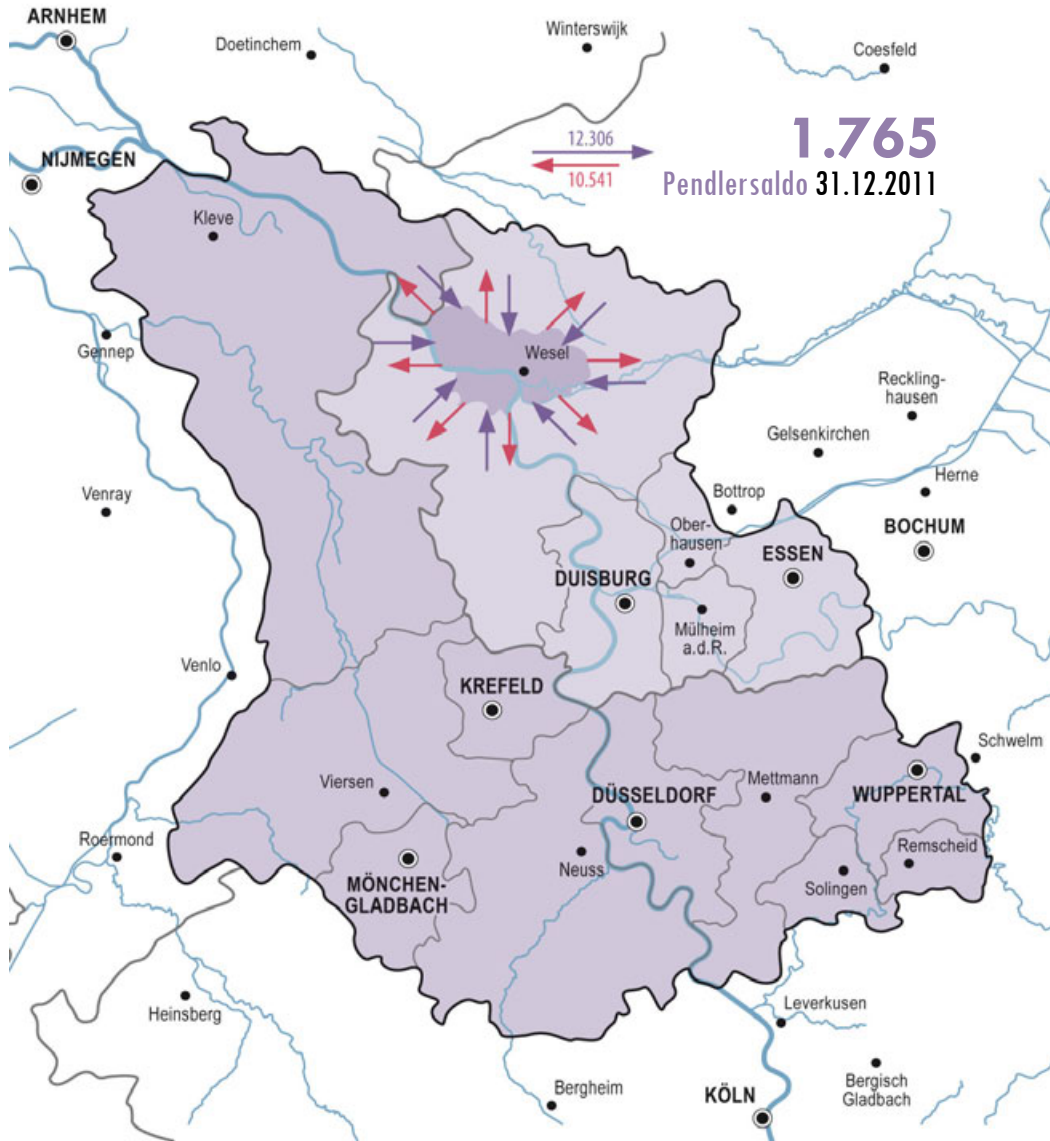 ARNHEM
Doetinchem
Winterswijk
Coesfeld
12.306
10.541
1.765
Pendlersaldo 31.12.2011
NIJMEGEN
Kleve
Gennep
Wesel
Reckling-
hausen
Gelsenkirchen
Herne
Venray
Bottrop
Ober-
hausen
BOCHUM
ESSEN
DUISBURG
Mülheim
a.d.R.
Venlo
KREFELD
Schwelm
Viersen
Mettmann
DÜSSELDORF
WUPPERTAL
Roermond
Neuss
Remscheid
MÖNCHEN-
GLADBACH
Solingen
Heinsberg
Leverkusen
Bergheim
KÖLN
Bergisch
Gladbach